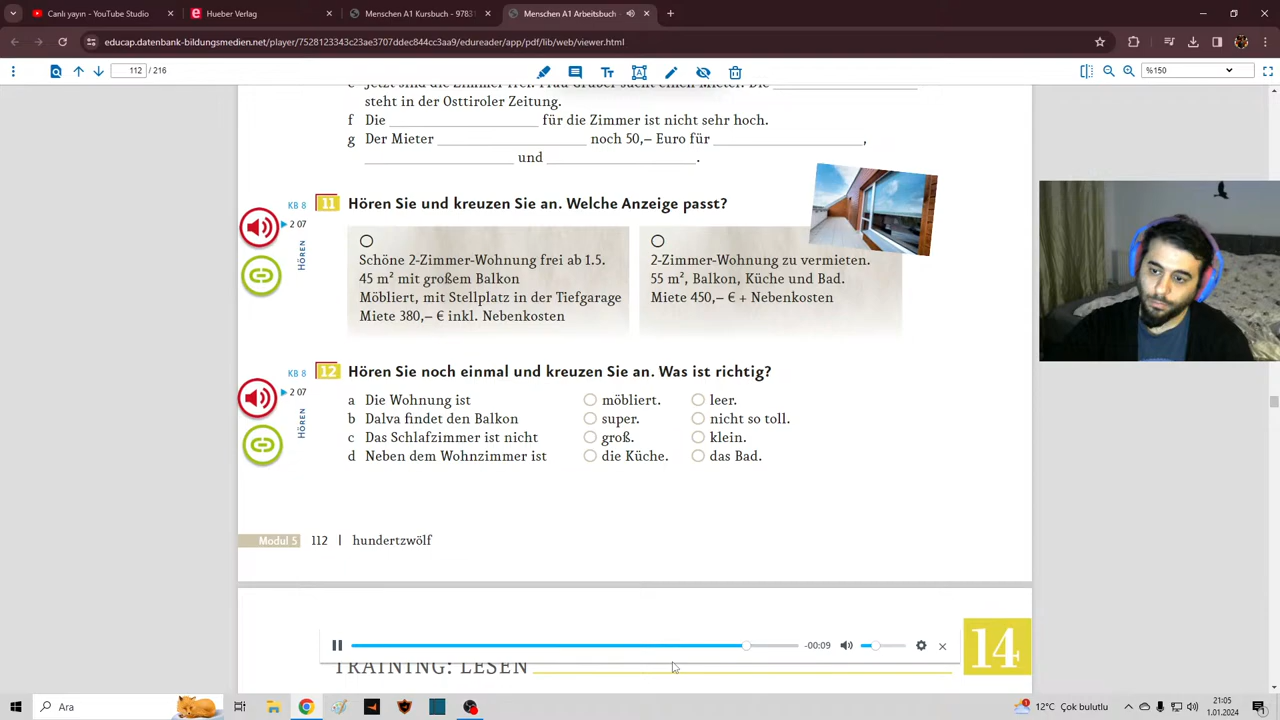 Canlı yayın - YouTube Studio
Hueber Verlag
Menschen A1 Kursbuch - 9783
Menschen A1 Arbeitsbuch
educap.datenbank-bildungsmedien.net/player/7528123343c23ae3707ddec844cc3aa9/edureader/app/pdf/lib/web/viewer.html
112 / 216
%150
steht in der Osttiroler Zeitung.
f Die für die Zimmer ist nicht sehr hoch.
g Der Mieter noch 50,– Euro für ,
und .
KB 8 11 Hören Sie und kreuzen Sie an. Welche Anzeige passt?
2 07
HÖREN
Schöne 2-Zimmer-Wohnung frei ab 1.5.
45 m² mit großem Balkon
Möbliert, mit Stellplatz in der Tiefgarage
Miete 380,– € inkl. Nebenkosten
2-Zimmer-Wohnung zu vermieten.
55 m², Balkon, Küche und Bad.
Miete 450,– € + Nebenkosten
KB 8 12 Hören Sie noch einmal und kreuzen Sie an. Was ist richtig?
2 07
HÖREN
a Die Wohnung ist möbliert. leer.
b Dalva findet den Balkon super. nicht so toll.
c Das Schlafzimmer ist nicht groß. klein.
d Neben dem Wohnzimmer ist die Küche. das Bad.
Modul 5 112 | hundertzwölf
-00:09
14
TRAINING: LESEN
Ara
12°C Çok bulutlu
21:05
1.01.2024